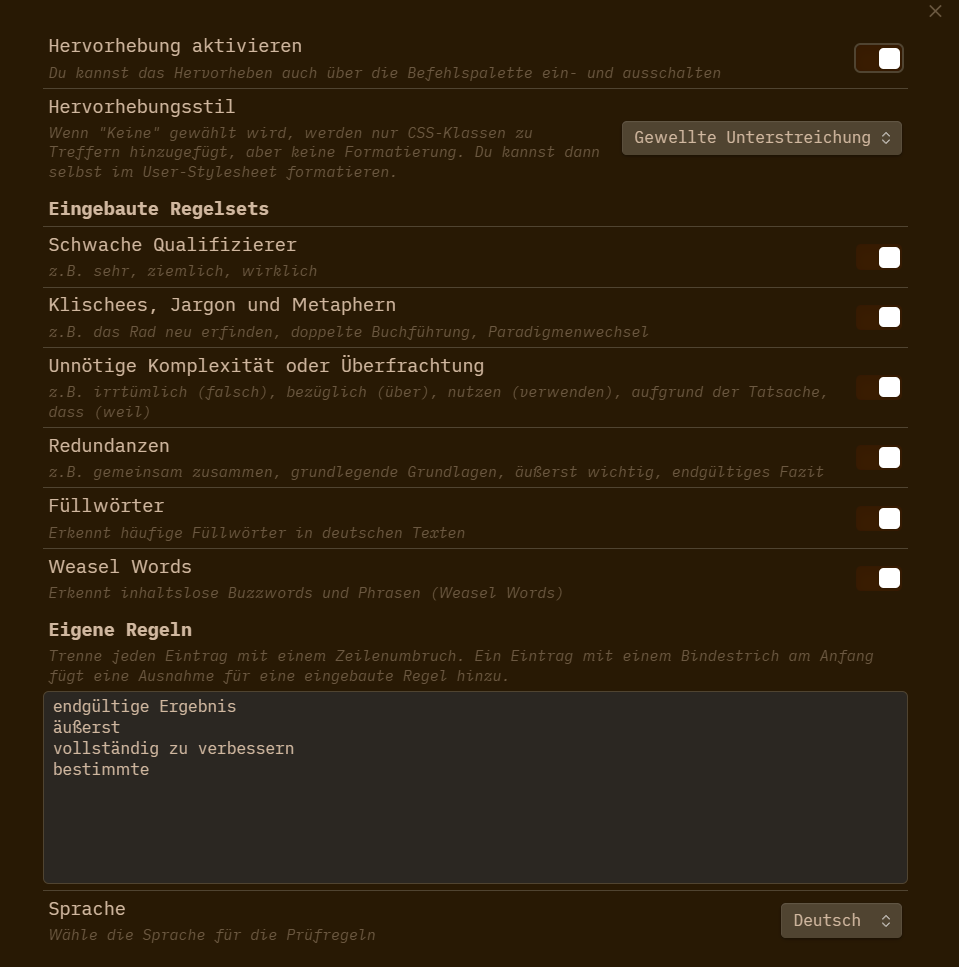 Hervorhebung aktivieren
Du kannst das Hervorheben auch über die Befehlspalette ein- und ausschalten
Hervorhebungsstil
Wenn "Keine" gewählt wird, werden nur CSS-Klassen zu
Treffern hinzugefügt, aber keine Formatierung. Du kannst dann
selbst im User-Stylesheet formatieren.
Gewellte Unterstreichung
Eingebaute Regelsets
Schwache Qualifizierer
z.B. sehr, ziemlich, wirklich
Klischees, Jargon und Metaphern
z.B. das Rad neu erfinden, doppelte Buchführung, Paradigmenwechsel
Unnötige Komplexität oder Überfrachtung
z.B. irrtümlich (falsch), bezüglich (über), nutzen (verwenden), aufgrund der Tatsache,
dass (weil)
Redundanzen
z.B. gemeinsam zusammen, grundlegende Grundlagen, äußerst wichtig, endgültiges Fazit
Füllwörter
Erkennt häufige Füllwörter in deutschen Texten
Weasel Words
Erkennt inhaltslose Buzzwords und Phrasen (Weasel Words)
Eigene Regeln
Trenne jeden Eintrag mit einem Zeilenumbruch. Ein Eintrag mit einem Bindestrich am Anfang
fügt eine Ausnahme für eine eingebaute Regel hinzu.
endgültige Ergebnis
äußerst
vollständig zu verbessern
bestimmte
Sprache
Wähle die Sprache für die Prüfregeln
Deutsch